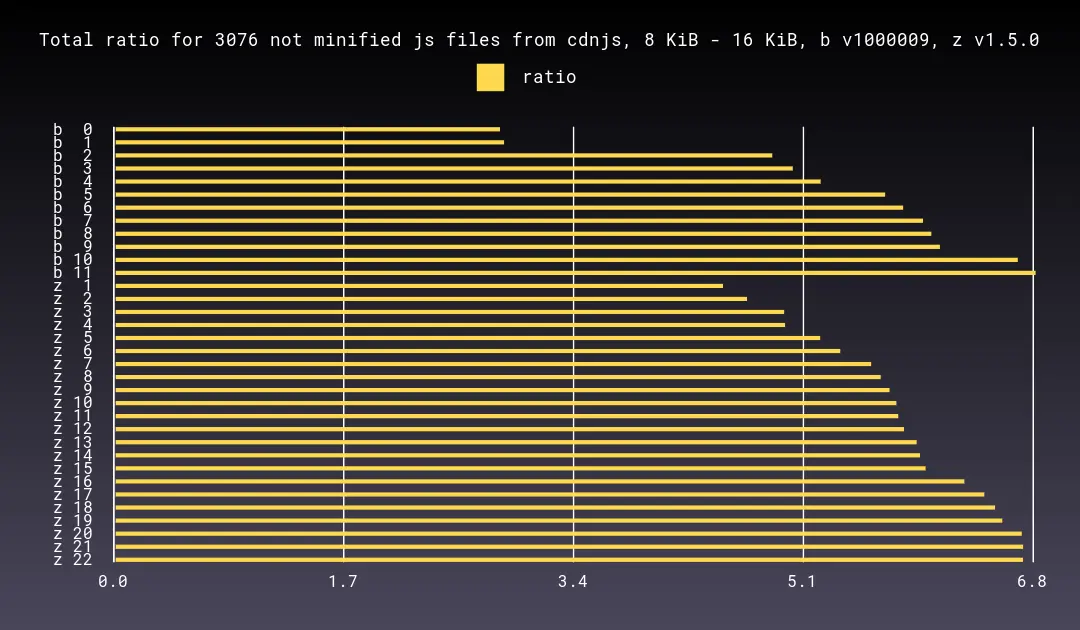 Total ratio for 3076 not minified js files from cdnjs, 8 KiB - 16 KiB, b v1000009, z v1.5.0
ratio
b 0
b 1
b 2
b 3
b 4
b 5
b 6
b 7
b 8
b 9
b 10
b 11
z 1
z 2
z 3
z 4
z 5
z 6
z 7
z 8
z 9
z 10
z 11
z 12
z 13
z 14
z 15
z 16
z 17
z 18
z 19
z 20
z 21
z 22
0.0 1.7 3.4 5.1 6.8